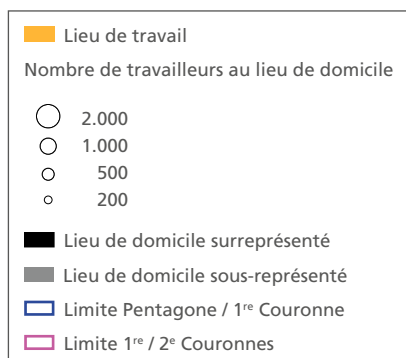 Lieu de travail
Nombre de travailleurs au lieu de domicile
2.000
1.000
500
200
Lieu de domicile surreprésenté
Lieu de domicile sous-représenté
Limite Pentagone / 1re Couronne
Limite 1re / 2e Couronnes